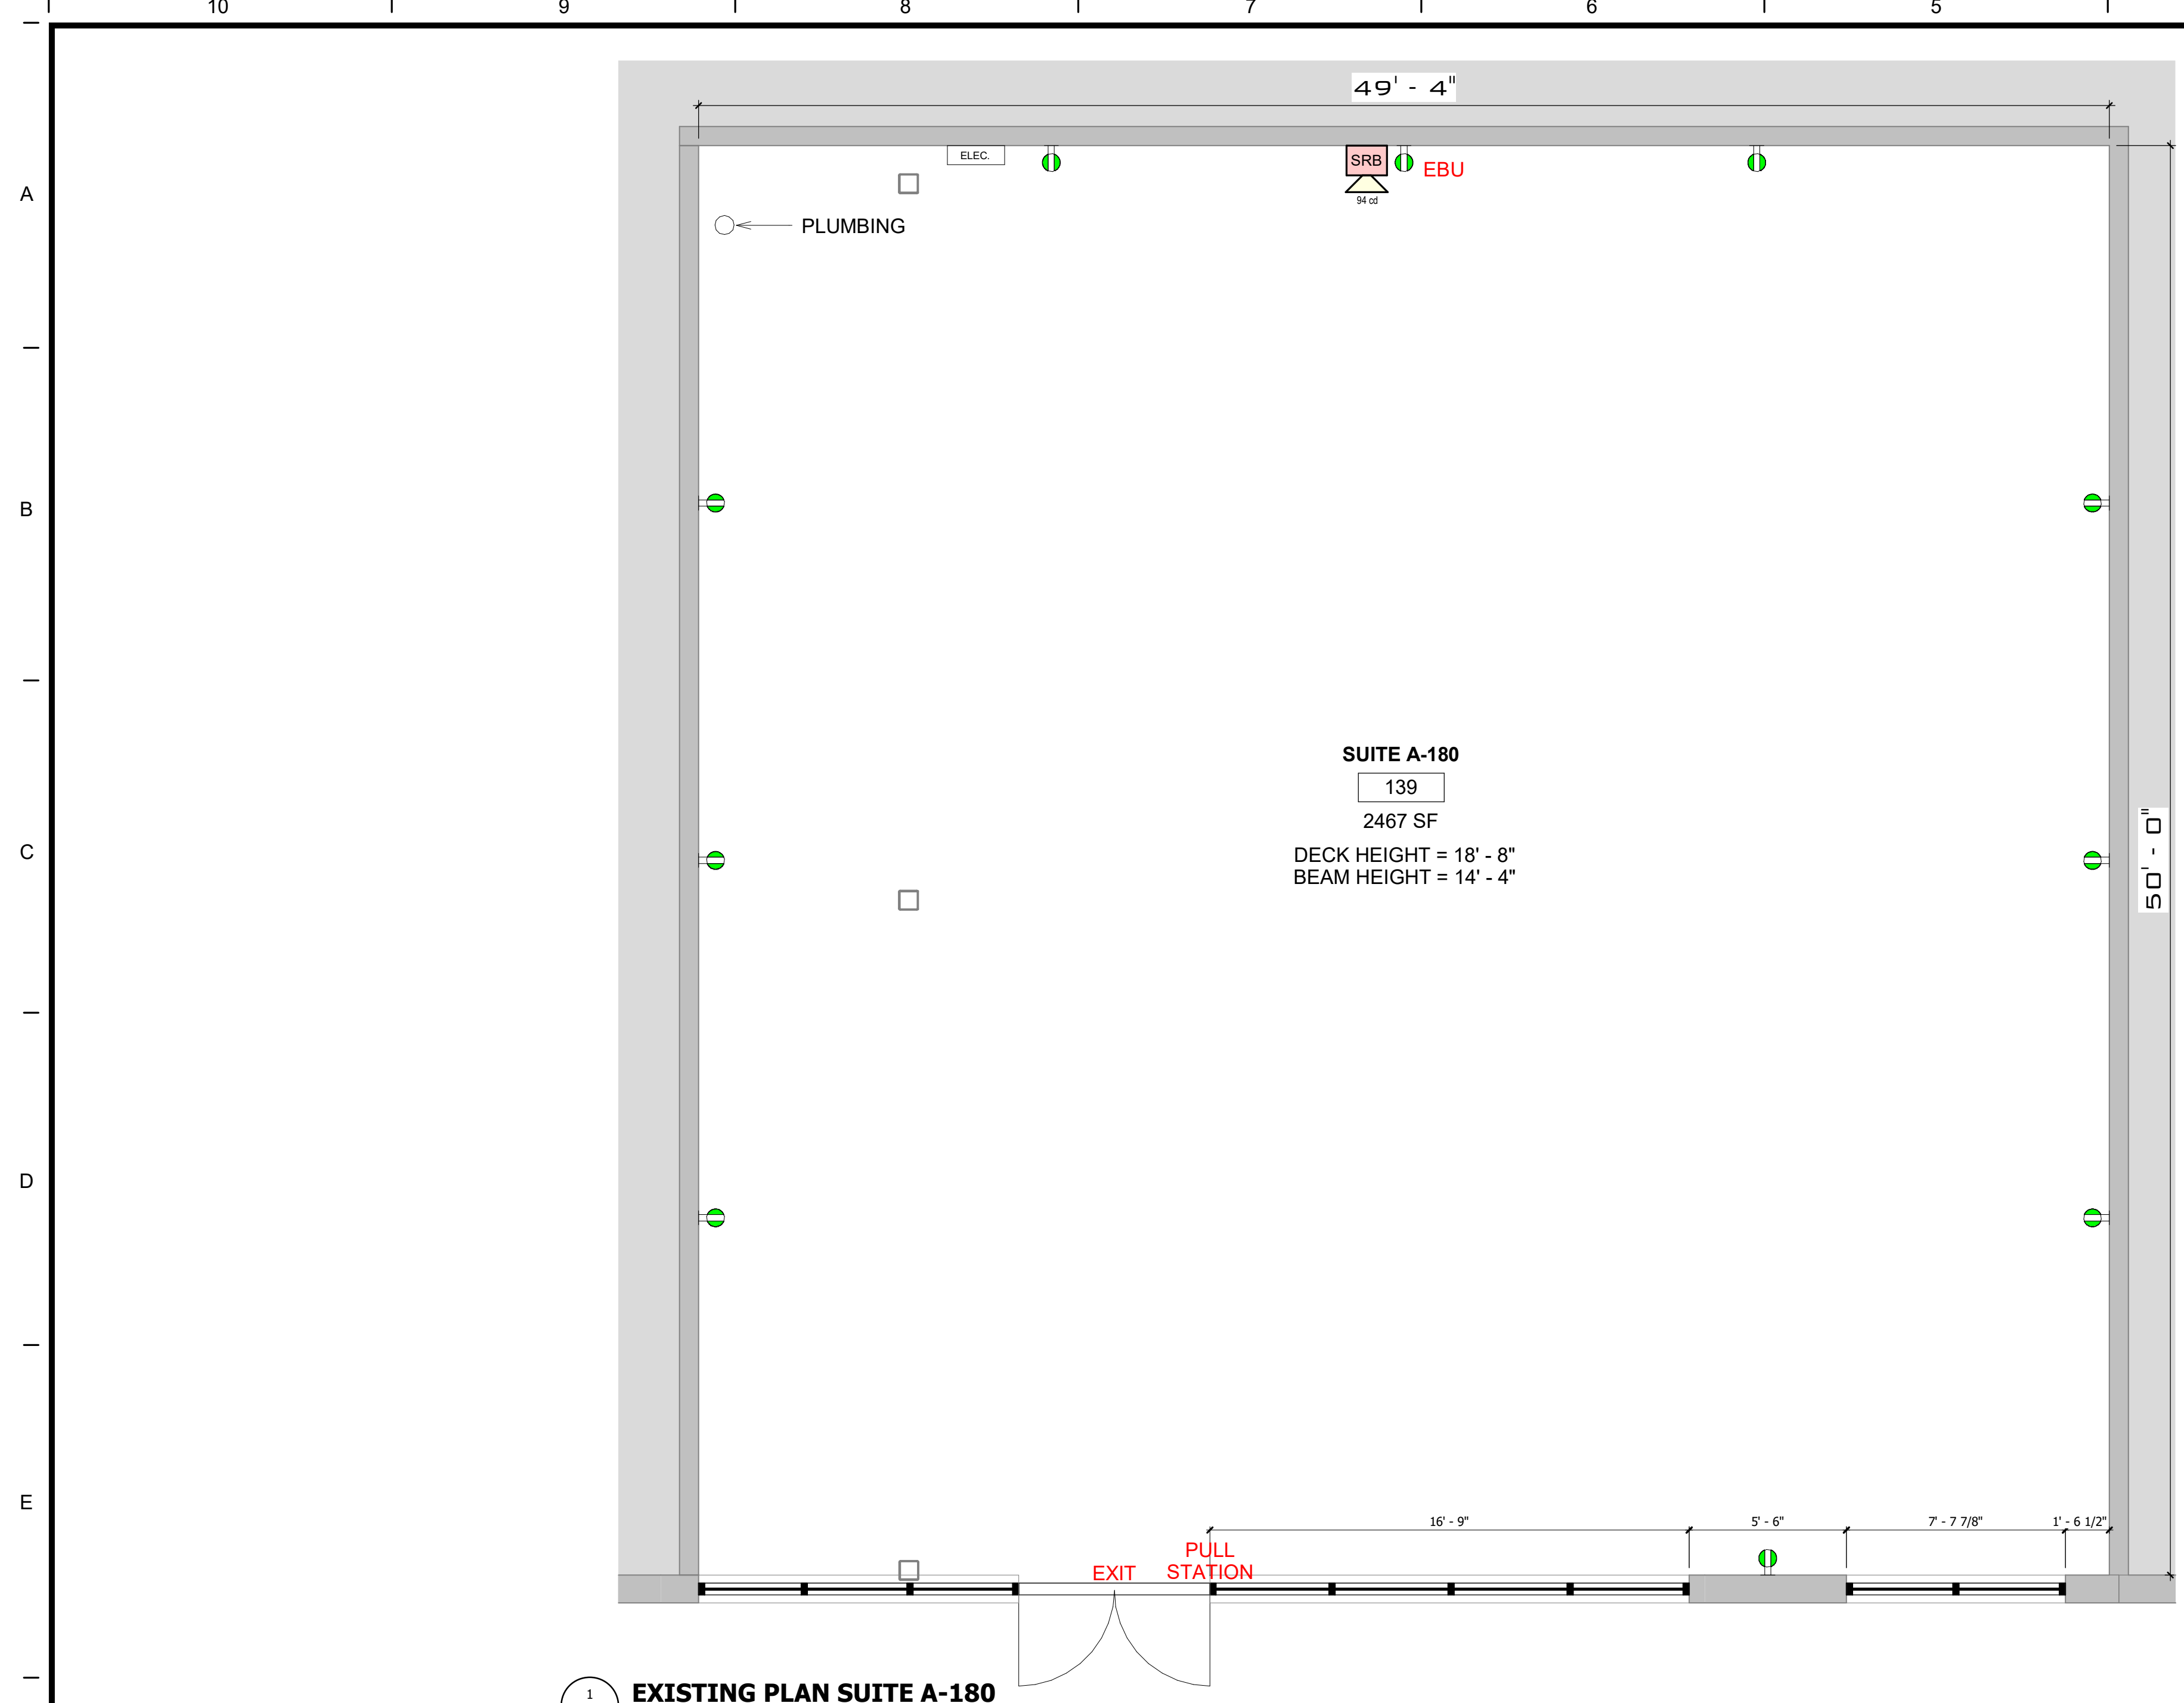 10 9 8 7 6 5
49' - 4"
ELEC.
SRB
EBU
94 cd
A
PLUMBING
B
SUITE A-180
139
2467 SF
DECK HEIGHT = 18' - 8"
BEAM HEIGHT = 14' - 4"
50' - 0"
C
D
E
16' - 9" 5' - 6" 7' - 7 7/8" 1' - 6 1/2"
PULL
STATION
EXIT
1
EXISTING PLAN SUITE A-180